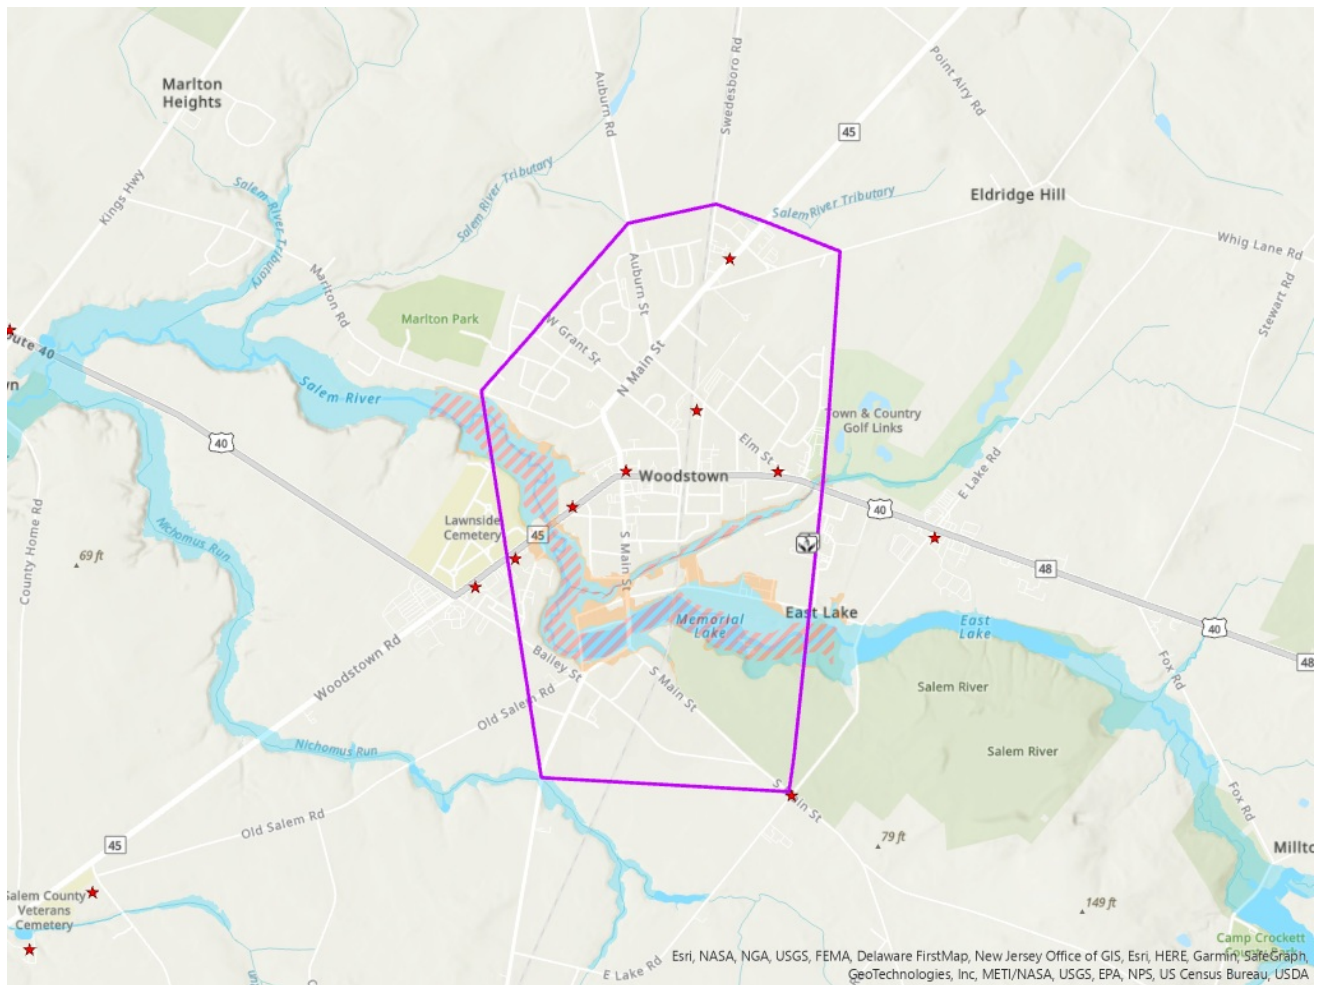 Marlton
Heights
Kings Hwy
Salem River Tributary
Salem River Tributary
Auburn Rd
Swedesboro Rd
45
Point Airy Rd
Eldridge Hill
Salem River Tributary
Whig Lane Rd
Stewart Rd
Marlton Rd
Marlton Park
Auburn St
W Grant St
N Main St
Route 40
Salem River
40
Town & Country
Golf Links
Elm St
Woodstown
E Lake Rd
40
Lawnside
Cemetery
45
S Main St
48
County Home Rd
69 ft
Nichomus Run
East Lake
Memorial
Lake
East
Lake
40
48
Woodstown Rd
Bailey St
S Main St
Old Salem Rd
Salem River
Fox Rd
Nichomus Run
Salem River
S Main St
Fox Rd
Old Salem Rd
79 ft
45
Salem County
Veterans
Cemetery
149 ft
Camp Crockett
County Park
E Lake Rd
Esri, NASA, NGA, USGS, FEMA, Delaware FirstMap, New Jersey Office of GIS, Esri, HERE, Garmin, SafeGraph,
GeoTechnologies, Inc, METI/NASA, USGS, EPA, NPS, US Census Bureau, USDA